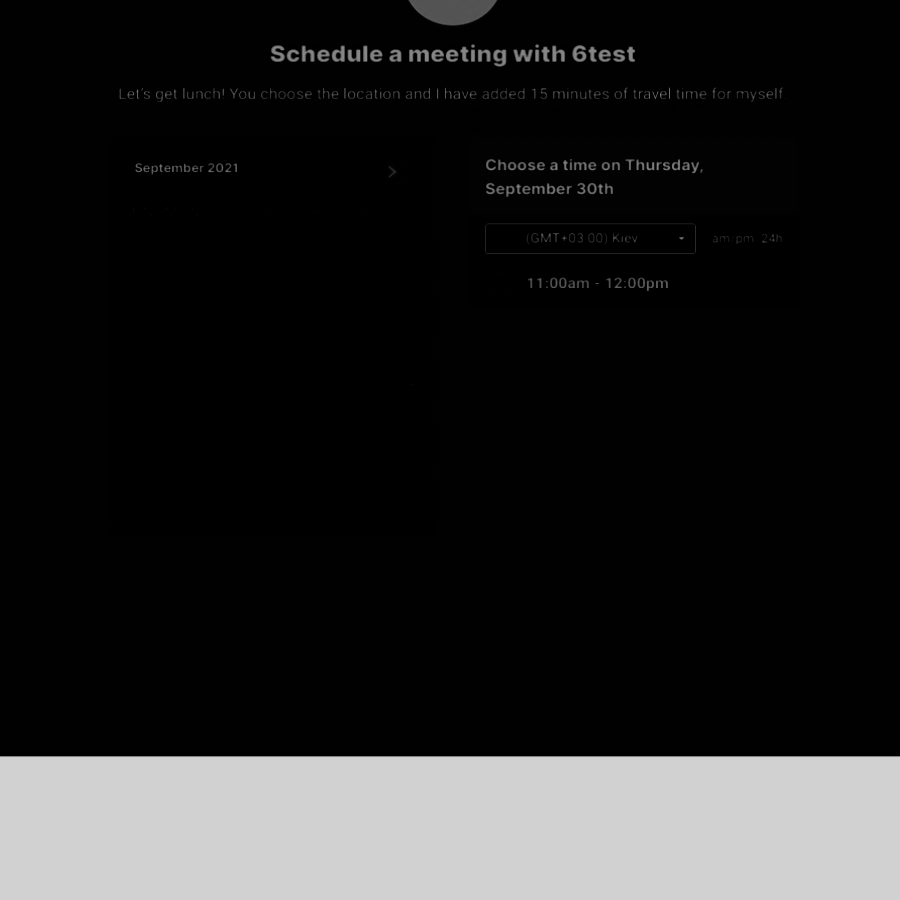 Schedule a meeting with 6test
Let's get lunch! You choose the location and I have added 15 minutes of travel time for myself
September 2021
Choose a time on Thursday,
September 30th
(GMT+03:00) Kiev
am pm 24h
11:00am - 12:00pm